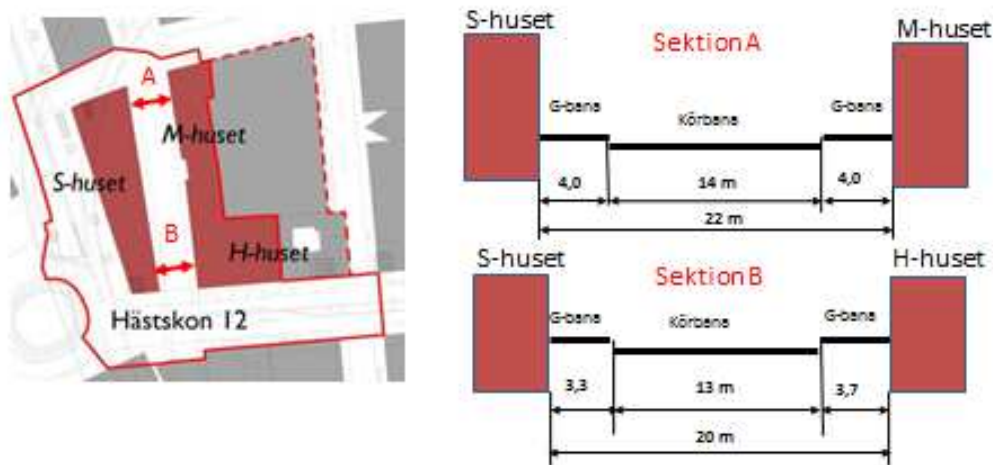 A
M-huset
S-huset
B
H-huset
Hästskon 12
S-huset
Sektion A
M-huset
G-bana
Körbana
G-bana
4,0
14 m
4,0
22 m
S-huset
Sektion B
H-huset
G-bana
Körbana
G-bana
3,3
13 m
3,7
20 m